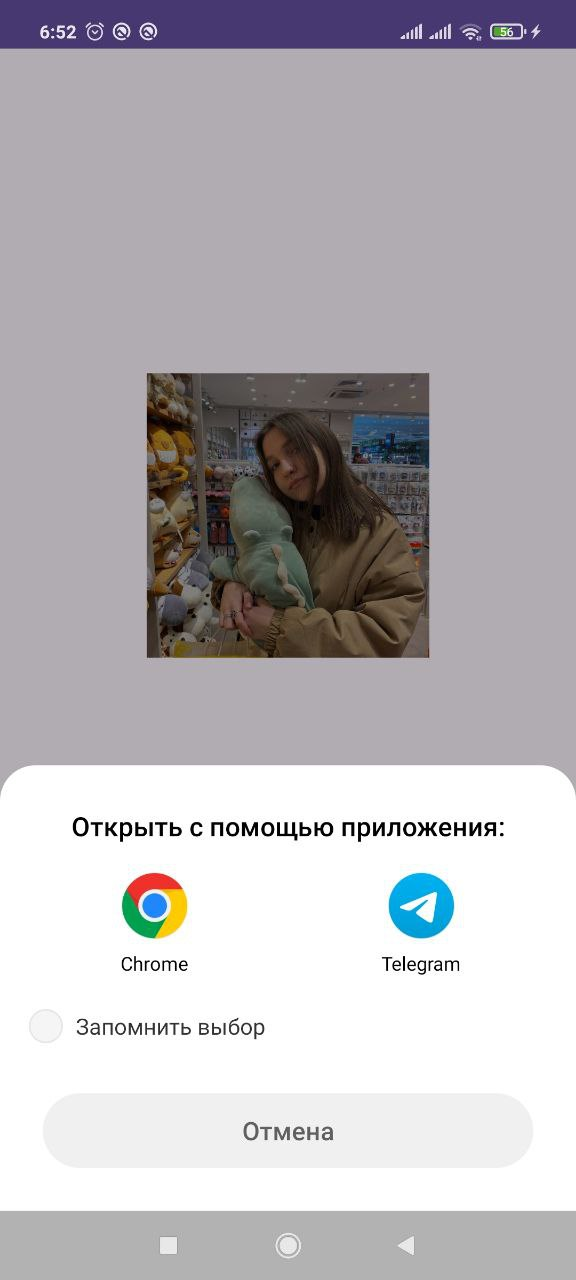 6:52
56
Открыть с помощью приложения:
Chrome
Telegram
Запомнить выбор
Отмена